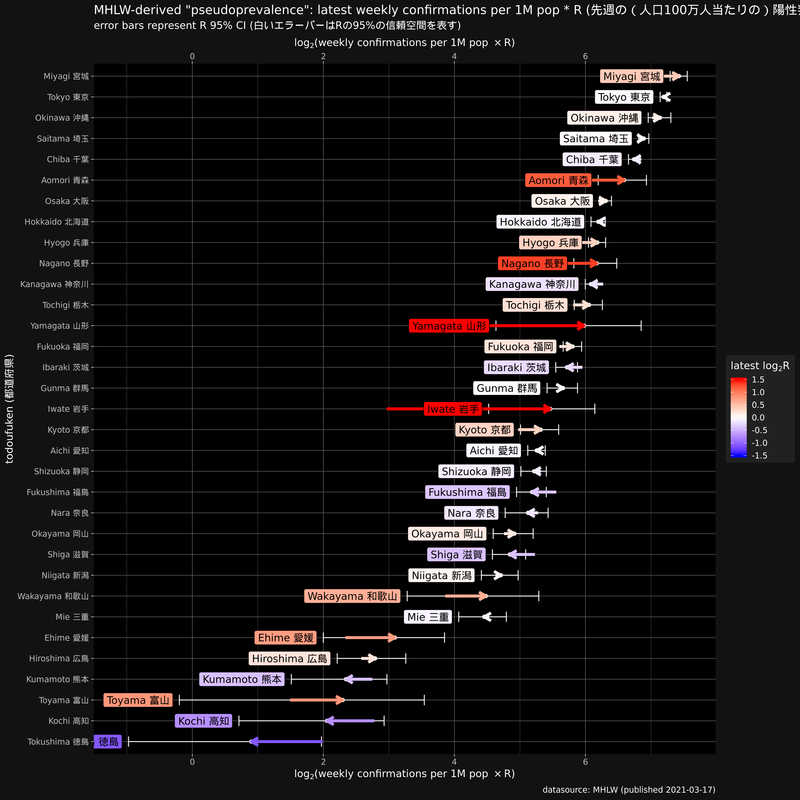 MHLW-derived "pseudoprevalence": latest weekly confirmations per 1M pop * R (先週の ( 人口100万人当たりの ) 陽性
error bars represent R 95% CI (白いエラーバーはRの95%の信頼空間を表す)
log2(weekly confirmations per 1M pop × R)
0 2 4 6
Miyagi 宮城 Miyagi 宮城
Tokyo 東京 Tokyo 東京
Okinawa 沖縄 Okinawa 沖縄
Saitama 埼玉 Saitama 埼玉
Chiba 千葉 Chiba 千葉
Aomori 青森 Aomori 青森
Osaka 大阪 Osaka 大阪
Hokkaido 北海道 Hokkaido 北海道
Hyogo 兵庫 Hyogo 兵庫
Nagano 長野 Nagano 長野
Kanagawa 神奈川 Kanagawa 神奈川
Tochigi 栃木 Tochigi 栃木
Yamagata 山形 Yamagata 山形
Fukuoka 福岡 Fukuoka 福岡
Ibaraki 茨城 Ibaraki 茨城
Gunma 群馬 Gunma 群馬
Iwate 岩手 Iwate 岩手
Kyoto 京都 Kyoto 京都
Aichi 愛知 Aichi 愛知
Shizuoka 静岡 Shizuoka 静岡
Fukushima 福島 Fukushima 福島
Nara 奈良 Nara 奈良
Okayama 岡山 Okayama 岡山
Shiga 滋賀 Shiga 滋賀
Niigata 新潟 Niigata 新潟
Wakayama 和歌山 Wakayama 和歌山
Mie 三重 Mie 三重
Ehime 愛媛 Ehime 愛媛
Hiroshima 広島 Hiroshima 広島
Kumamoto 熊本 Kumamoto 熊本
Toyama 富山 Toyama 富山
Kochi 高知 Kochi 高知
Tokushima 徳島 徳島
0 2 4 6
log2(weekly confirmations per 1M pop × R)
todoufuken (都道府県)
latest log2R
1.5
1.0
0.5
0.0
-0.5
-1.0
-1.5
datasource: MHLW (published 2021-03-17)